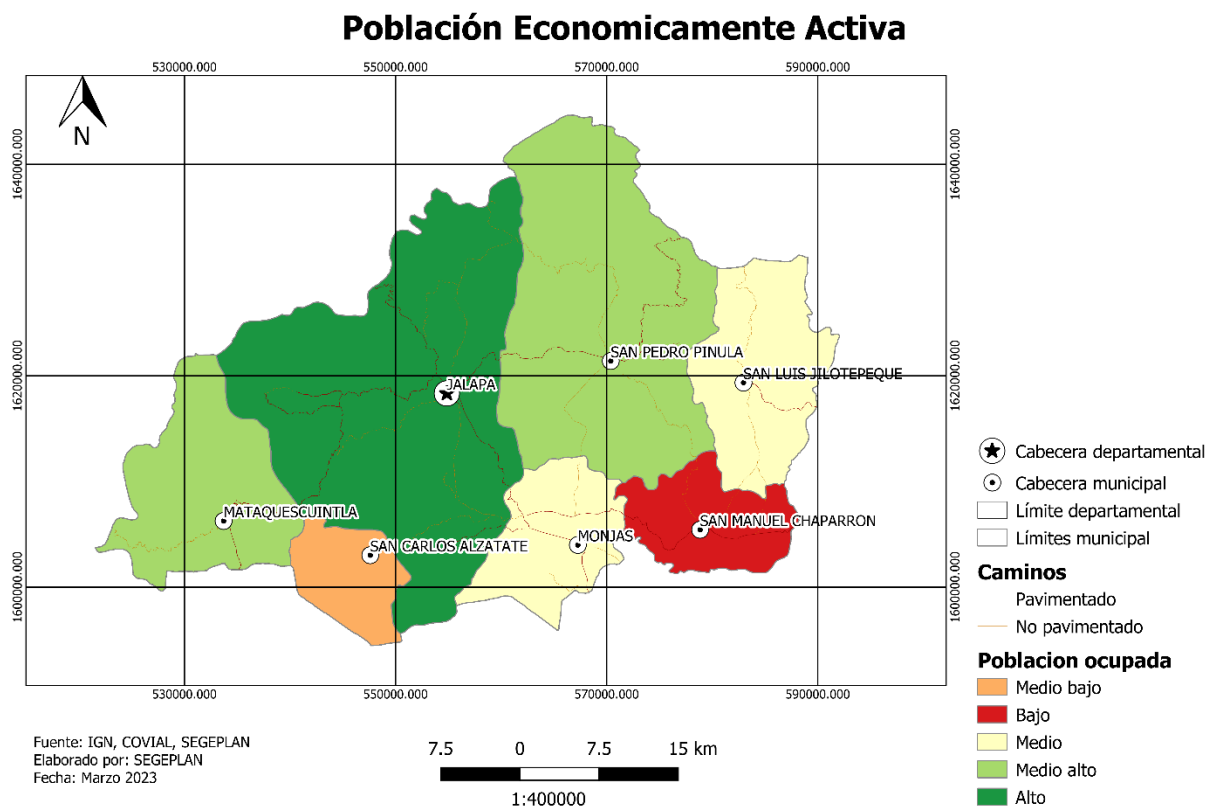 Población Economicamente Activa
530000.000 550000.000 570000.000 590000.000
N
1640000.000 1640000.000
SAN PEDRO PINULA
SAN LUIS JILOTEPEQUE
1620000.000 1620000.000
JALAPA
MATAQUESCUINTLA
SAN MANUEL CHAPARRON
MONJAS
SAN CARLOS ALZATATE
1600000.000 1600000.000
530000.000 550000.000 570000.000 590000.000
Cabecera departamental
Cabecera municipal
Límite departamental
Límites municipal
Caminos
Pavimentado
No pavimentado
Poblacion ocupada
Medio bajo
Bajo
Medio
Medio alto
Alto
Fuente: IGN, COVIAL, SEGEPLAN
Elaborado por: SEGEPLAN
Fecha: Marzo 2023
7.5 0 7.5 15 km
1:400000